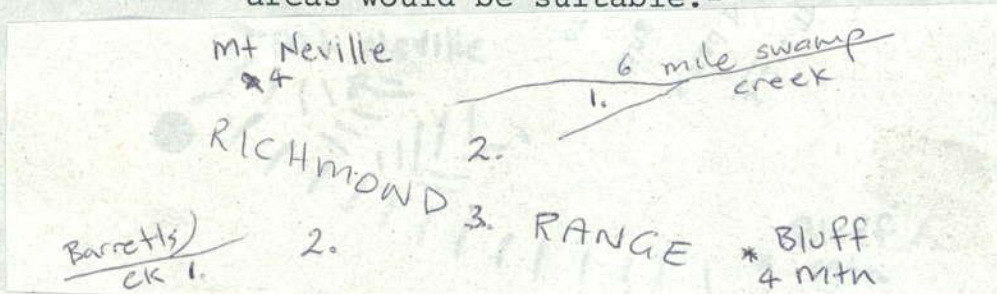 areas would be suitable.-
Mt Neville
*4
6 mile swamp
creek
1.
2.
RICHMOND
3.
RANGE
Barretts
ck 1.
2.
* Bluff
4 Mtn